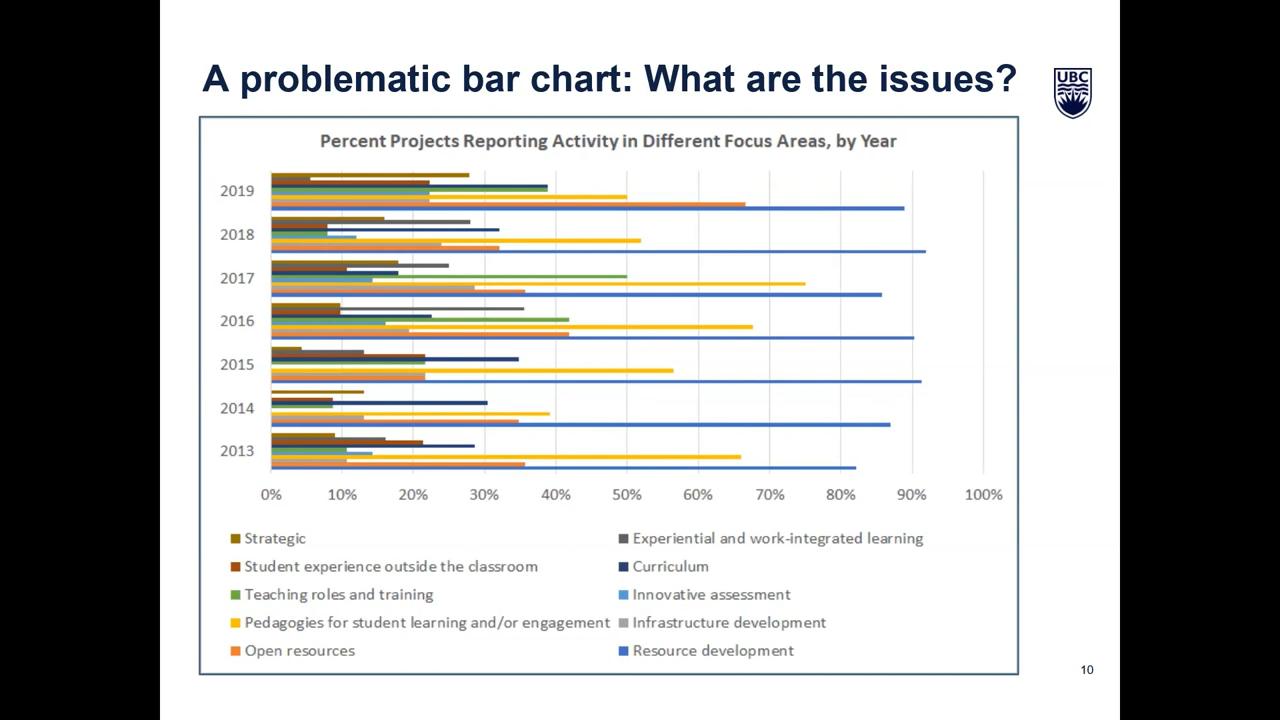 A problematic bar chart: What are the issues?
UBC
Percent Projects Reporting Activity in Different Focus Areas, by Year
2019
2018
2017
2016
2015
2014
2013
0% 10% 20% 30% 40% 50% 60% 70% 80% 90% 100%
Strategic Experiential and work-integrated learning
Student experience outside the classroom Curriculum
Teaching roles and training Innovative assessment
Pedagogies for student learning and/or engagement Infrastructure development
Open resources Resource development
10